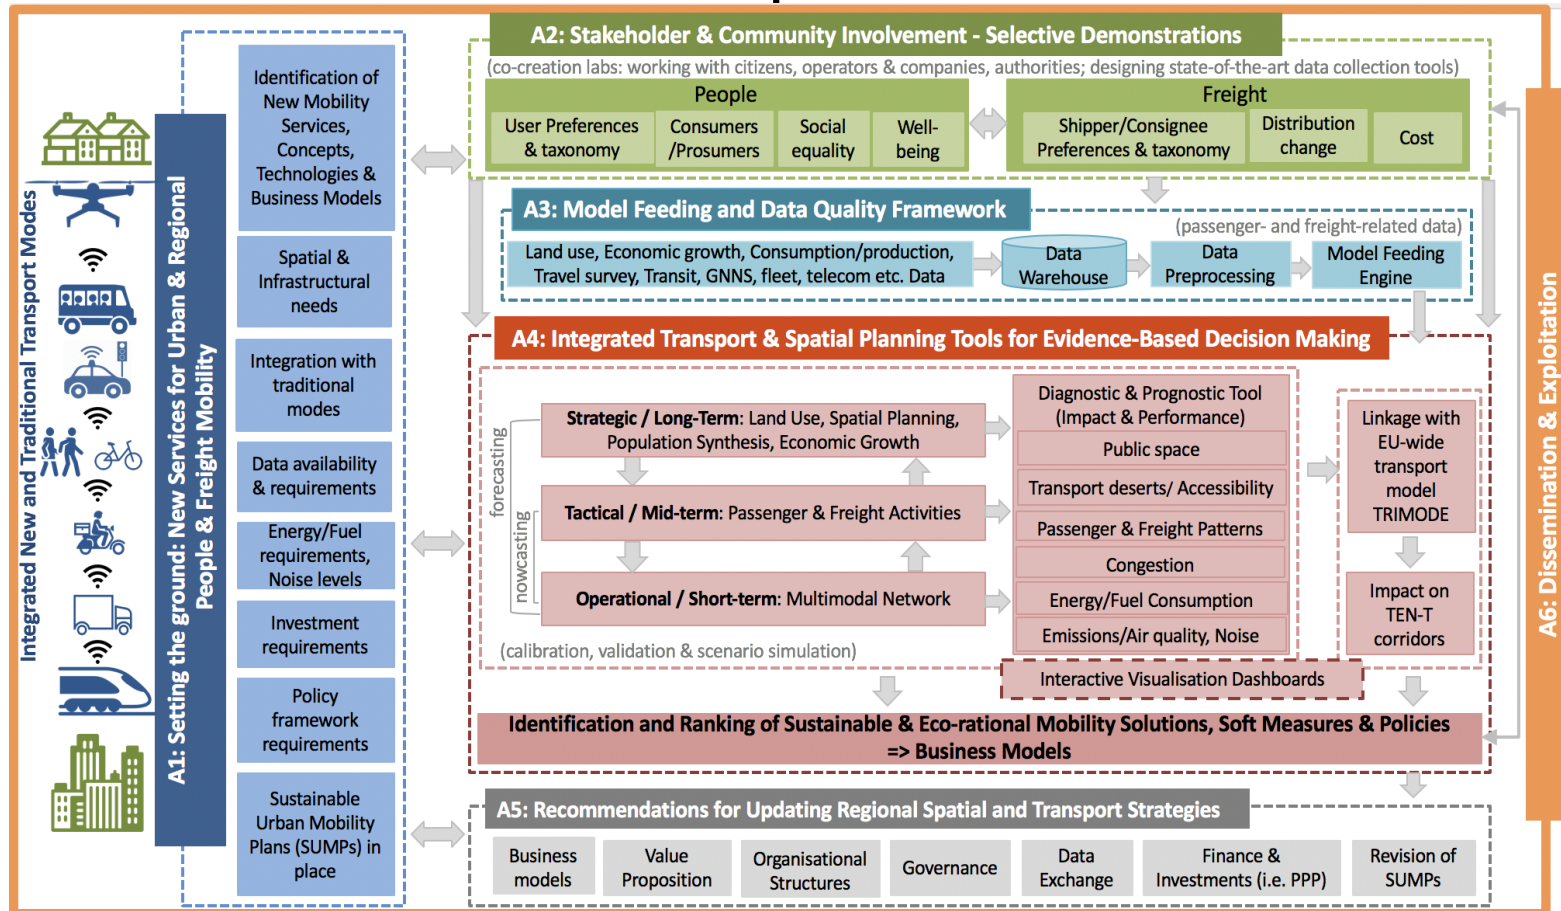 Integrated New and Traditional Transport Modes
A1: Setting the ground: New Services for Urban & Regional
People & Freight Mobility
Identification of
New Mobility
Services,
Concepts,
Technologies &
Business Models
Spatial &
Infrastructural
needs
Integration with
traditional
modes
Data availability
& requirements
Energy/Fuel
requirements,
Noise levels
Investment
requirements
Policy
framework
requirements
Sustainable
Urban Mobility
Plans (SUMPs) in
place
A2: Stakeholder & Community Involvement - Selective Demonstrations
(co-creation labs: working with citizens, operators & companies, authorities; designing state-of-the-art data collection tools)
People
User Preferences
& taxonomy
Consumers
/Prosumers
Social
equality
Well-
being
Freight
Shipper/Consignee
Preferences & taxonomy
Distribution
change
Cost
A3: Model Feeding and Data Quality Framework
(passenger- and freight-related data)
Land use, Economic growth, Consumption/production,
Travel survey, Transit, GNNS, fleet, telecom etc. Data
Data
Warehouse
Data
Preprocessing
Model Feeding
Engine
A4: Integrated Transport & Spatial Planning Tools for Evidence-Based Decision Making
forecasting
nowcasting
Strategic / Long-Term: Land Use, Spatial Planning,
Population Synthesis, Economic Growth
Tactical / Mid-term: Passenger & Freight Activities
Operational / Short-term: Multimodal Network
(calibration, validation & scenario simulation)
Diagnostic & Prognostic Tool
(Impact & Performance)
Public space
Transport deserts/ Accessibility
Passenger & Freight Patterns
Congestion
Energy/Fuel Consumption
Emissions/Air quality, Noise
Interactive Visualisation Dashboards
Linkage with
EU-wide
transport
model
TRIMODE
Impact on
TEN-T
corridors
Identification and Ranking of Sustainable & Eco-rational Mobility Solutions, Soft Measures & Policies
=> Business Models
A5: Recommendations for Updating Regional Spatial and Transport Strategies
Business
models
Value
Proposition
Organisational
Structures
Governance
Data
Exchange
Finance &
Investments (i.e. PPP)
Revision of
SUMPs
A6: Dissemination & Exploitation